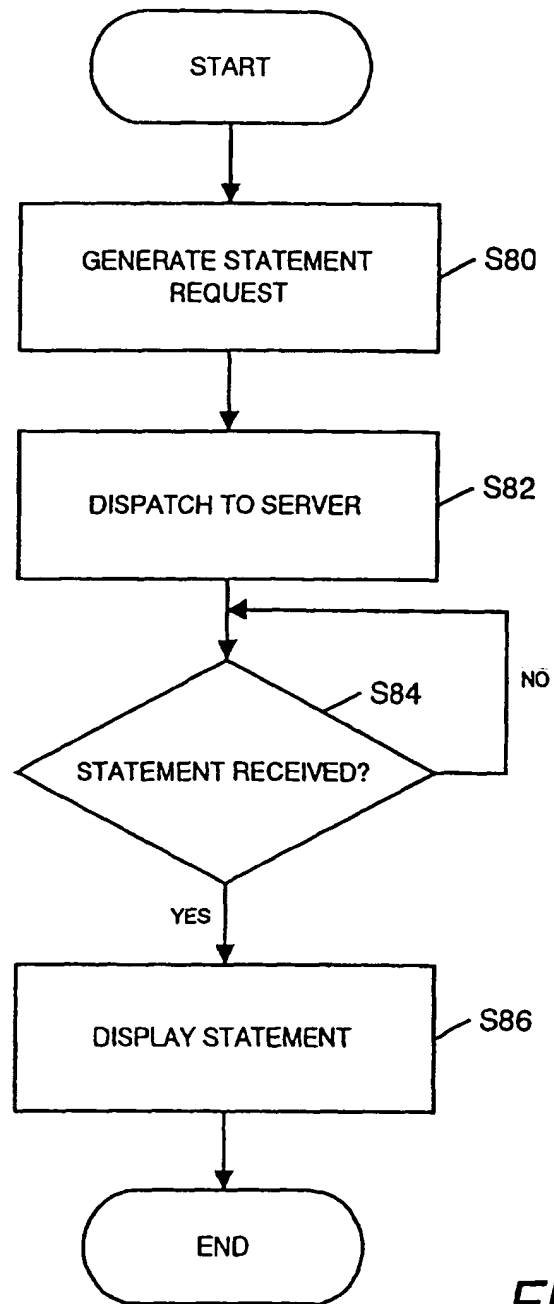 START
GENERATE STATEMENT
REQUEST
S80
DISPATCH TO SERVER
S82
NO
S84
STATEMENT RECEIVED?
YES
DISPLAY STATEMENT
S86
END